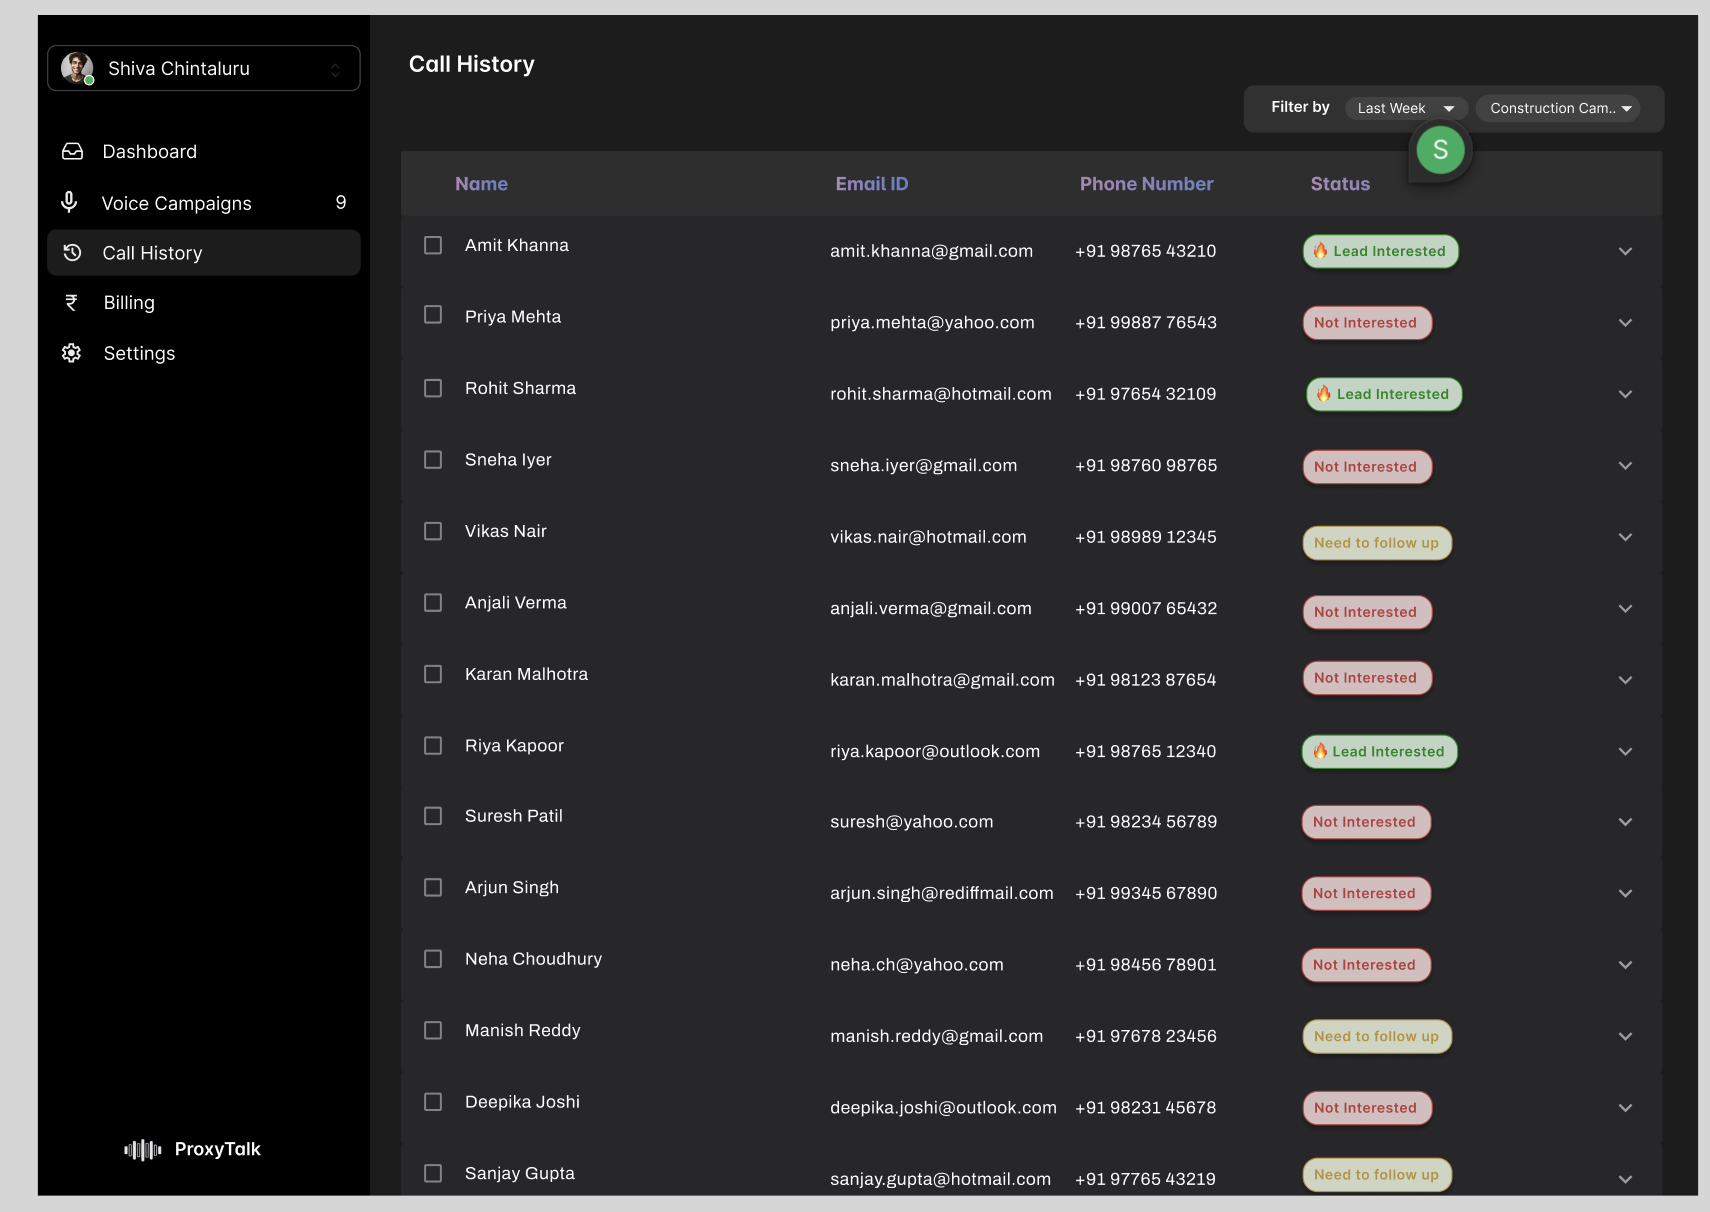 Shiva Chintaluru
Dashboard
Voice Campaigns 9
Call History
₹ Billing
Settings
ProxyTalk
Call History
Filter by Last Week Construction Cam..
S
Name Email ID Phone Number Status
Amit Khanna amit.khanna@gmail.com +91 98765 43210 🔥 Lead Interested
Priya Mehta priya.mehta@yahoo.com +91 99887 76543 Not Interested
Rohit Sharma rohit.sharma@hotmail.com +91 97654 32109 🔥 Lead Interested
Sneha Iyer sneha.iyer@gmail.com +91 98760 98765 Not Interested
Vikas Nair vikas.nair@hotmail.com +91 98989 12345 Need to follow up
Anjali Verma anjali.verma@gmail.com +91 99007 65432 Not Interested
Karan Malhotra karan.malhotra@gmail.com +91 98123 87654 Not Interested
Riya Kapoor riya.kapoor@outlook.com +91 98765 12340 🔥 Lead Interested
Suresh Patil suresh@yahoo.com +91 98234 56789 Not Interested
Arjun Singh arjun.singh@rediffmail.com +91 99345 67890 Not Interested
Neha Choudhury neha.ch@yahoo.com +91 98456 78901 Not Interested
Manish Reddy manish.reddy@gmail.com +91 97678 23456 Need to follow up
Deepika Joshi deepika.joshi@outlook.com +91 98231 45678 Not Interested
Sanjay Gupta sanjay.gupta@hotmail.com +91 97765 43219 Need to follow up